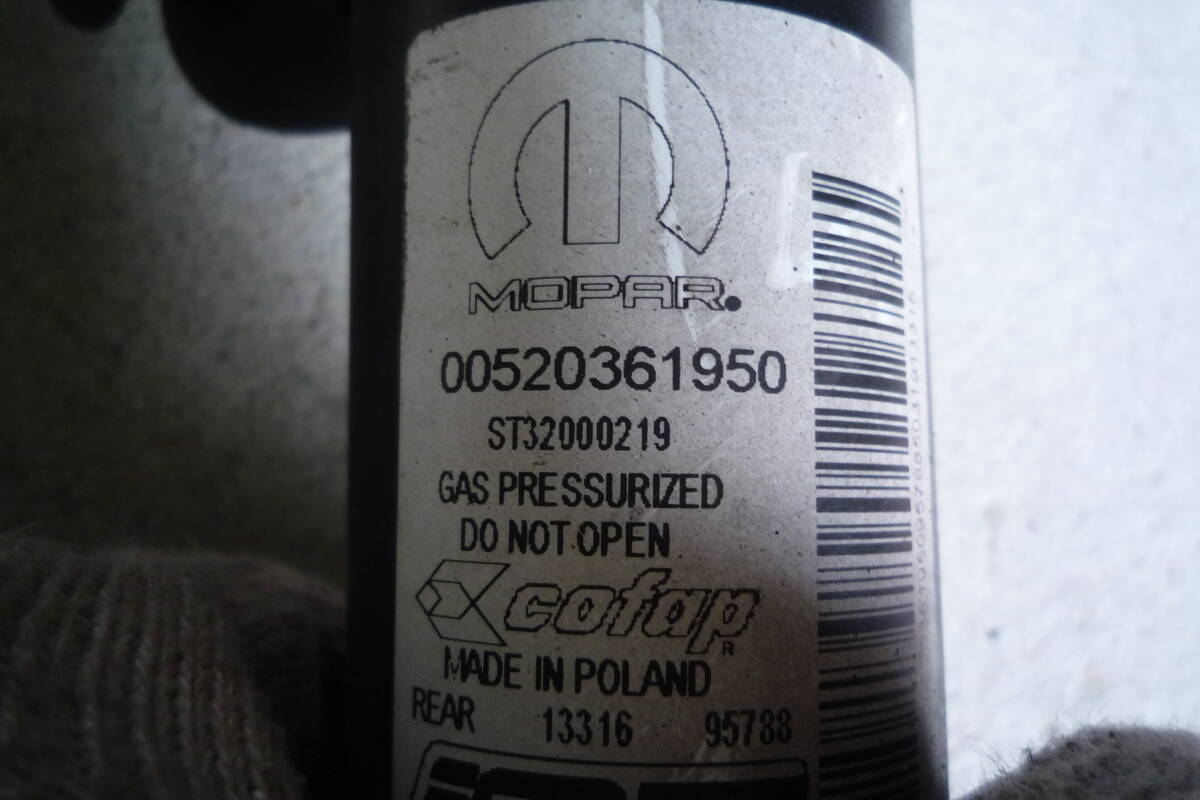 MOPAR.
00520361950
ST32000219
GAS PRESSURIZED
DO NOT OPEN
cofap
R
MADE IN POLAND
REAR 13316 95788